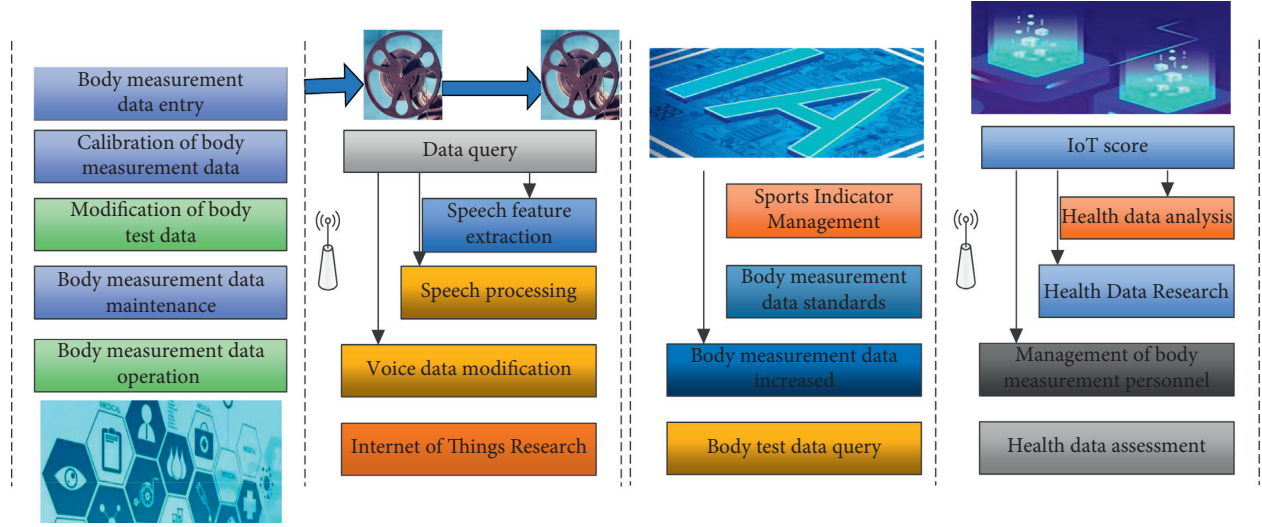 Body measurement
data entry
Calibration of body
measurement data
Modification of body
test data
Body measurement data
maintenance
Body measurement data
operation
MEDICAL
Data query
Speech feature
extraction
Speech processing
Voice data modification
Internet of Things Research
IA
Sports Indicator
Management
Body measurement
data standards
Body measurement data
increased
Body test data query
IoT score
Health data analysis
Health Data Research
Management of body
measurement personnel
Health data assessment